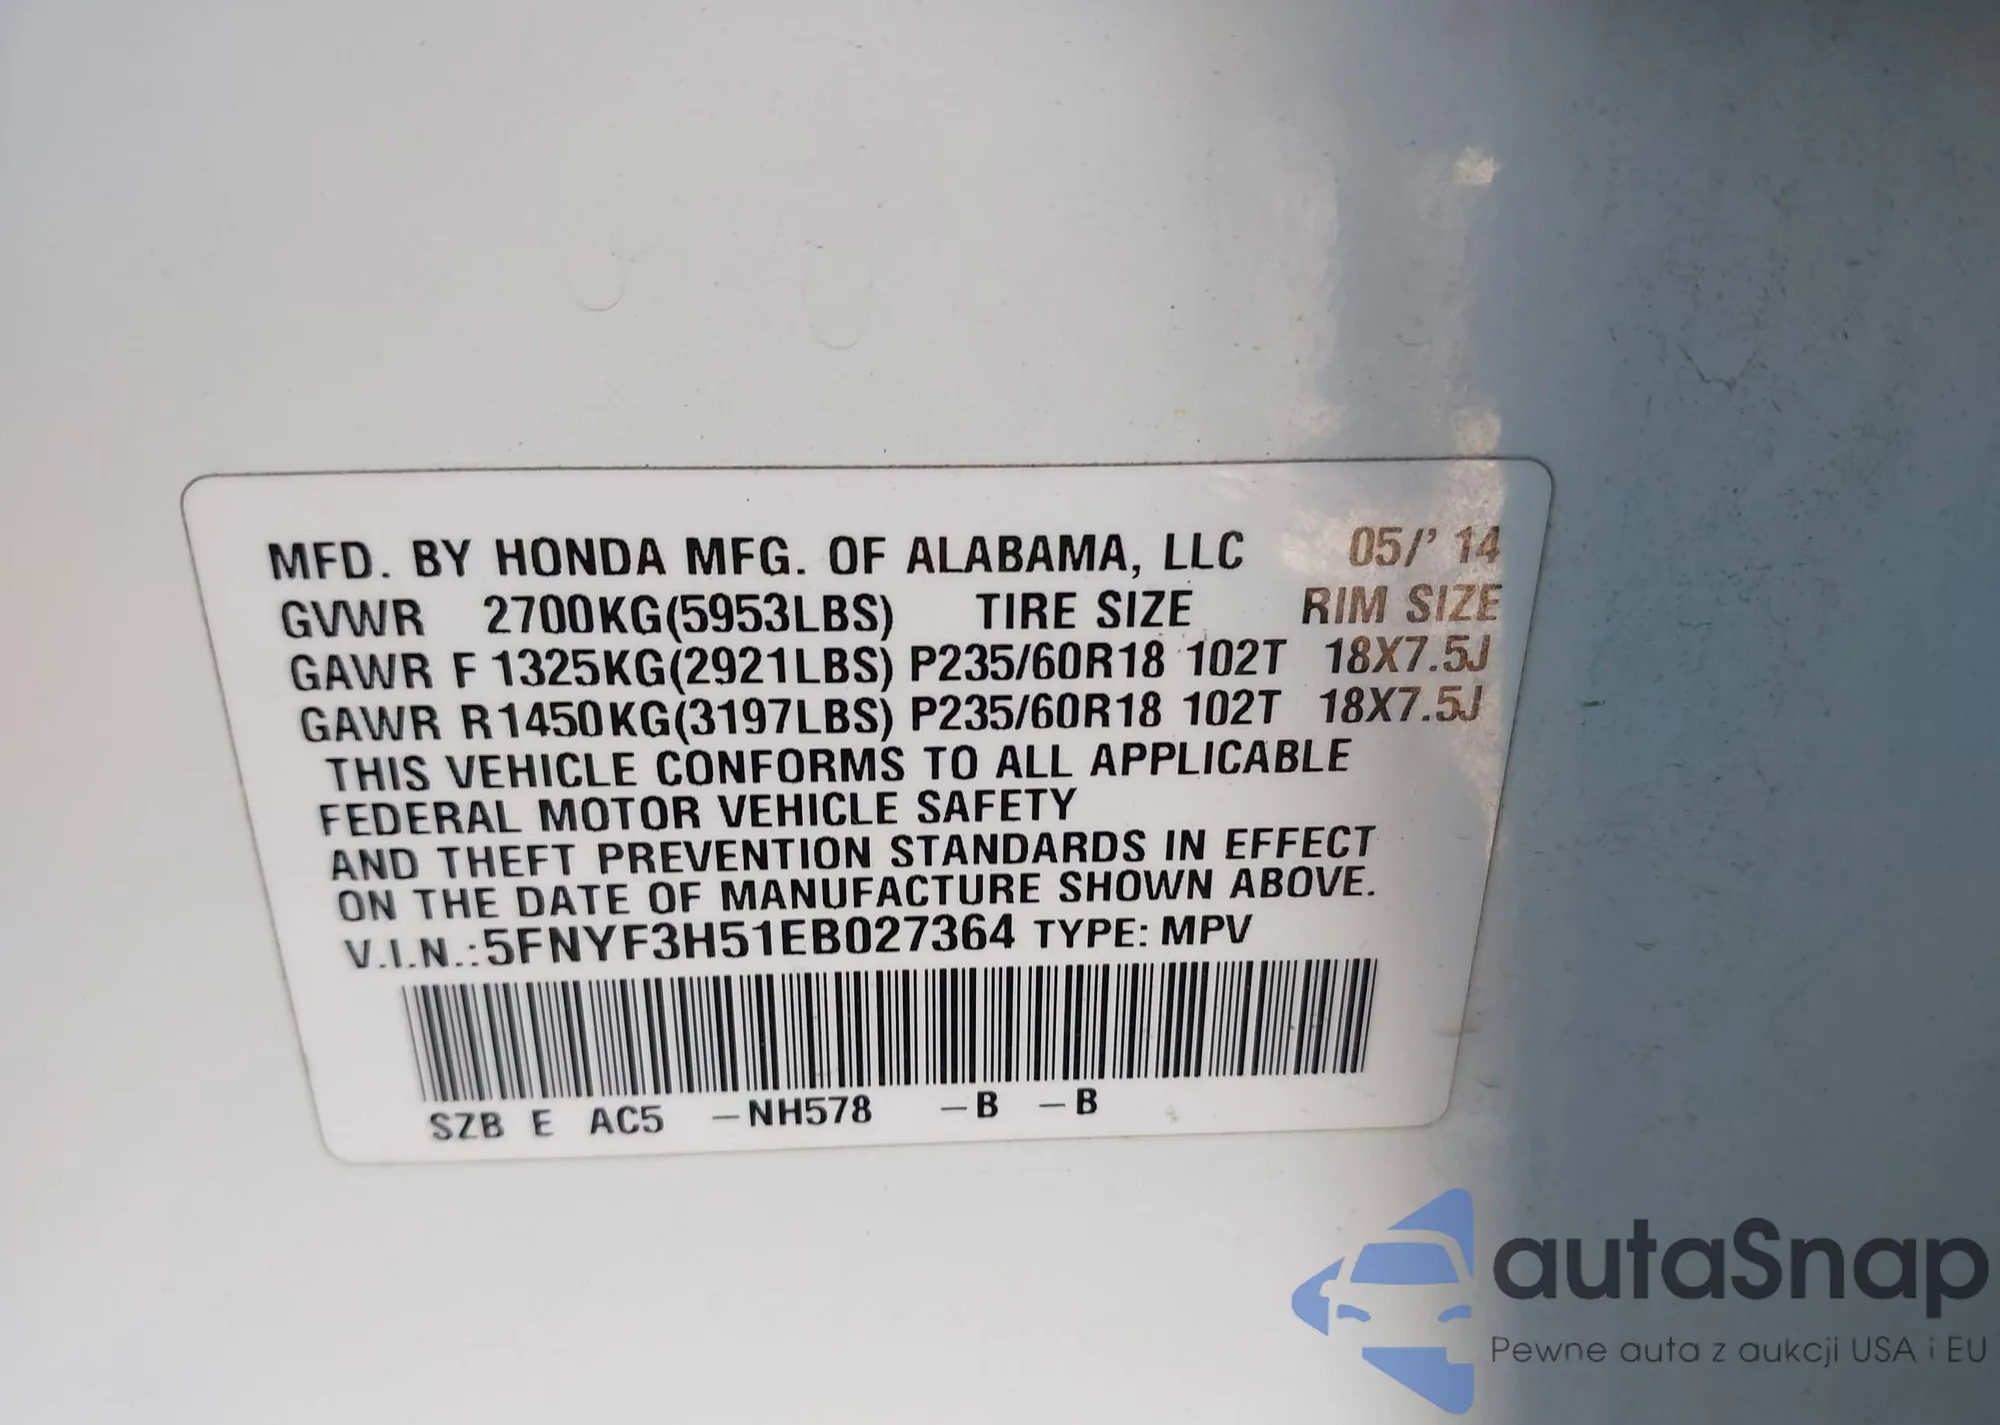 MFD. BY HONDA MFG. OF ALABAMA, LLC 05/' 14
GVWR 2700KG(5953LBS) TIRE SIZE RIM SIZE
GAWR F 1325KG(2921LBS) P235/60R18 102T 18X7.5J
GAWR R 1450KG(3197LBS) P235/60R18 102T 18X7.5J
THIS VEHICLE CONFORMS TO ALL APPLICABLE
FEDERAL MOTOR VEHICLE SAFETY
AND THEFT PREVENTION STANDARDS IN EFFECT
ON THE DATE OF MANUFACTURE SHOWN ABOVE.
V.I.N.:5FNYF3H51EB027364 TYPE: MPV
SZB E AC5 –NH578 –B –B
autaSnap
Pewne auta z aukcji USA i EU